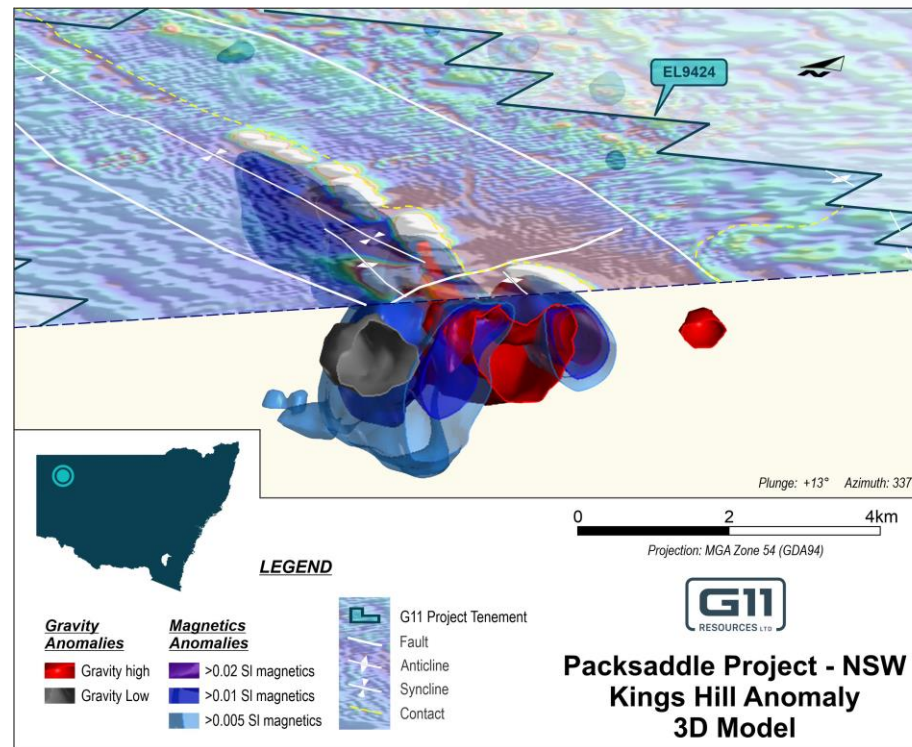 EL9424
N
Plunge: +13° Azimuth: 337
0 2 4km
Projection: MGA Zone 54 (GDA94)
LEGEND
Gravity
Anomalies
Gravity high
Gravity Low
Magnetics
Anomalies
>0.02 SI magnetics
>0.01 SI magnetics
>0.005 SI magnetics
G11 Project Tenement
Fault
Anticline
Syncline
Contact
G11
RESOURCES LTD
Packsaddle Project - NSW
Kings Hill Anomaly
3D Model